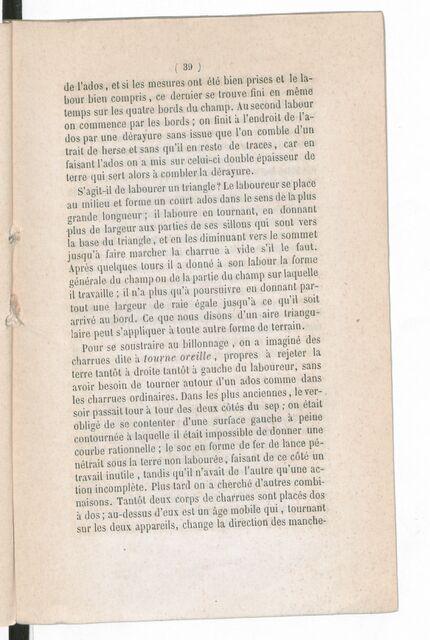 ( 39 )
de l'ados, et si les mesures ont été bien prises et le la-
bour bien compris, ce dernier se trouve fini en même
temps sur les quatre bords du champ. Au second labour
on commence par les bords ; on finit à l'endroit de l'a-
dos par une dérayure sans issue que l'on comble d'un
trait de herse et sans qu'il en reste de traces, car en
faisant l'ados on a mis sur celui-ci double épaisseur de
terre qui sert alors à combler la dérayure.
S'agit-il de labourer un triangle? Le laboureur se place
au milieu et forme un court ados dans le sens de la plus
grande longueur ; il laboure en tournant, en donnant
plus de largeur aux parties de ses sillons qui sont vers
la base du triangle, et en les diminuant vers le sommet
jusqu'à faire marcher la charrue à vide s'il le faut.
Après quelques tours il a donné à son labour la forme
générale du champ ou de la partie du champ sur laquelle
il travaille ; il n'a plus qu'à poursuivre en donnant par-
tout une largeur de raie égale jusqu'à ce qu'il soit
arrivé au bord. Ce que nous disons d'un aire triangu-
laire peut s'appliquer à toute autre forme de terrain.
Pour se soustraire au billonnage, on a imaginé des
charrues dite à tourne oreille, propres à rejeter la
terre tantôt à droite tantôt à gauche du laboureur, sans
avoir besoin de tourner autour d'un ados comme dans
les charrues ordinaires. Dans les plus anciennes, le ver-
soir passait tour à tour des deux côtés du sep ; on était
obligé de se contenter d'une surface gauche à peine
contournée à laquelle il était impossible de donner une
courbe rationnelle ; le soc en forme de fer de lance pé-
nétrait sous la terre non labourée, faisant de ce côté un
travail inutile, tandis qu'il n'avait de l'autre qu'une ac-
tion incomplète. Plus tard on a cherché d'autres combi-
naisons. Tantôt deux corps de charrues sont placés dos
à dos ; au-dessus d'eux est un âge mobile qui, tournant
sur les deux appareils, change la direction des manche-